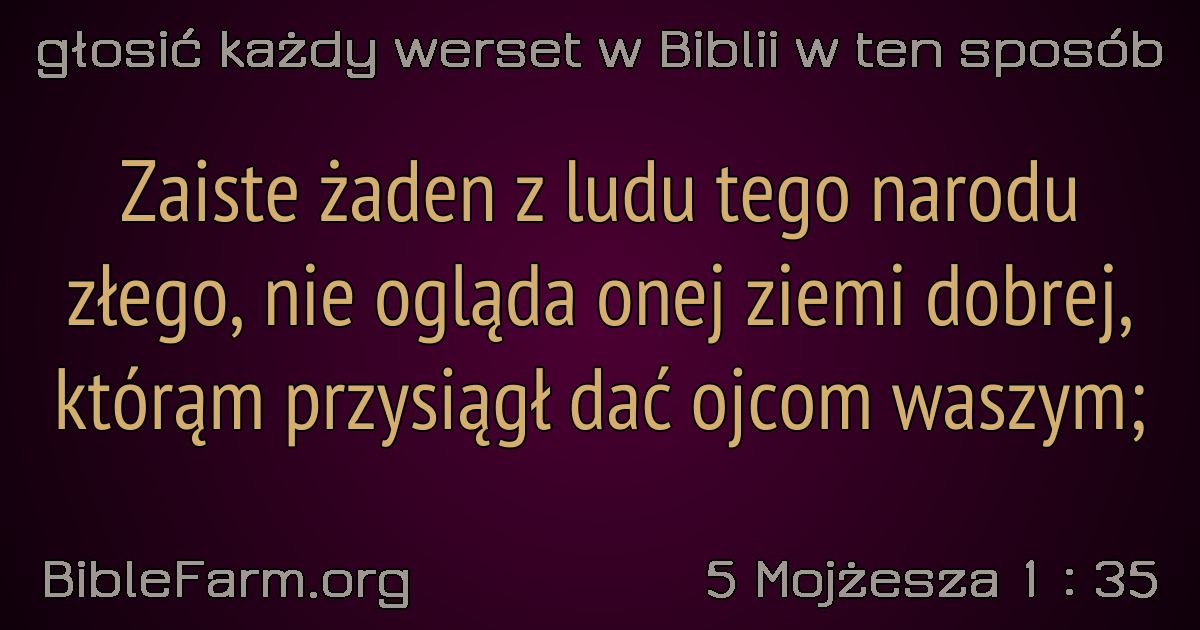 głosić każdy werset w Biblii w ten sposób
Zaiste żaden z ludu tego narodu
złego, nie ogląda onej ziemi dobrej,
którąm przysiągł dać ojcom waszym;
BibleFarm.org
5 Mojżesza 1 : 35